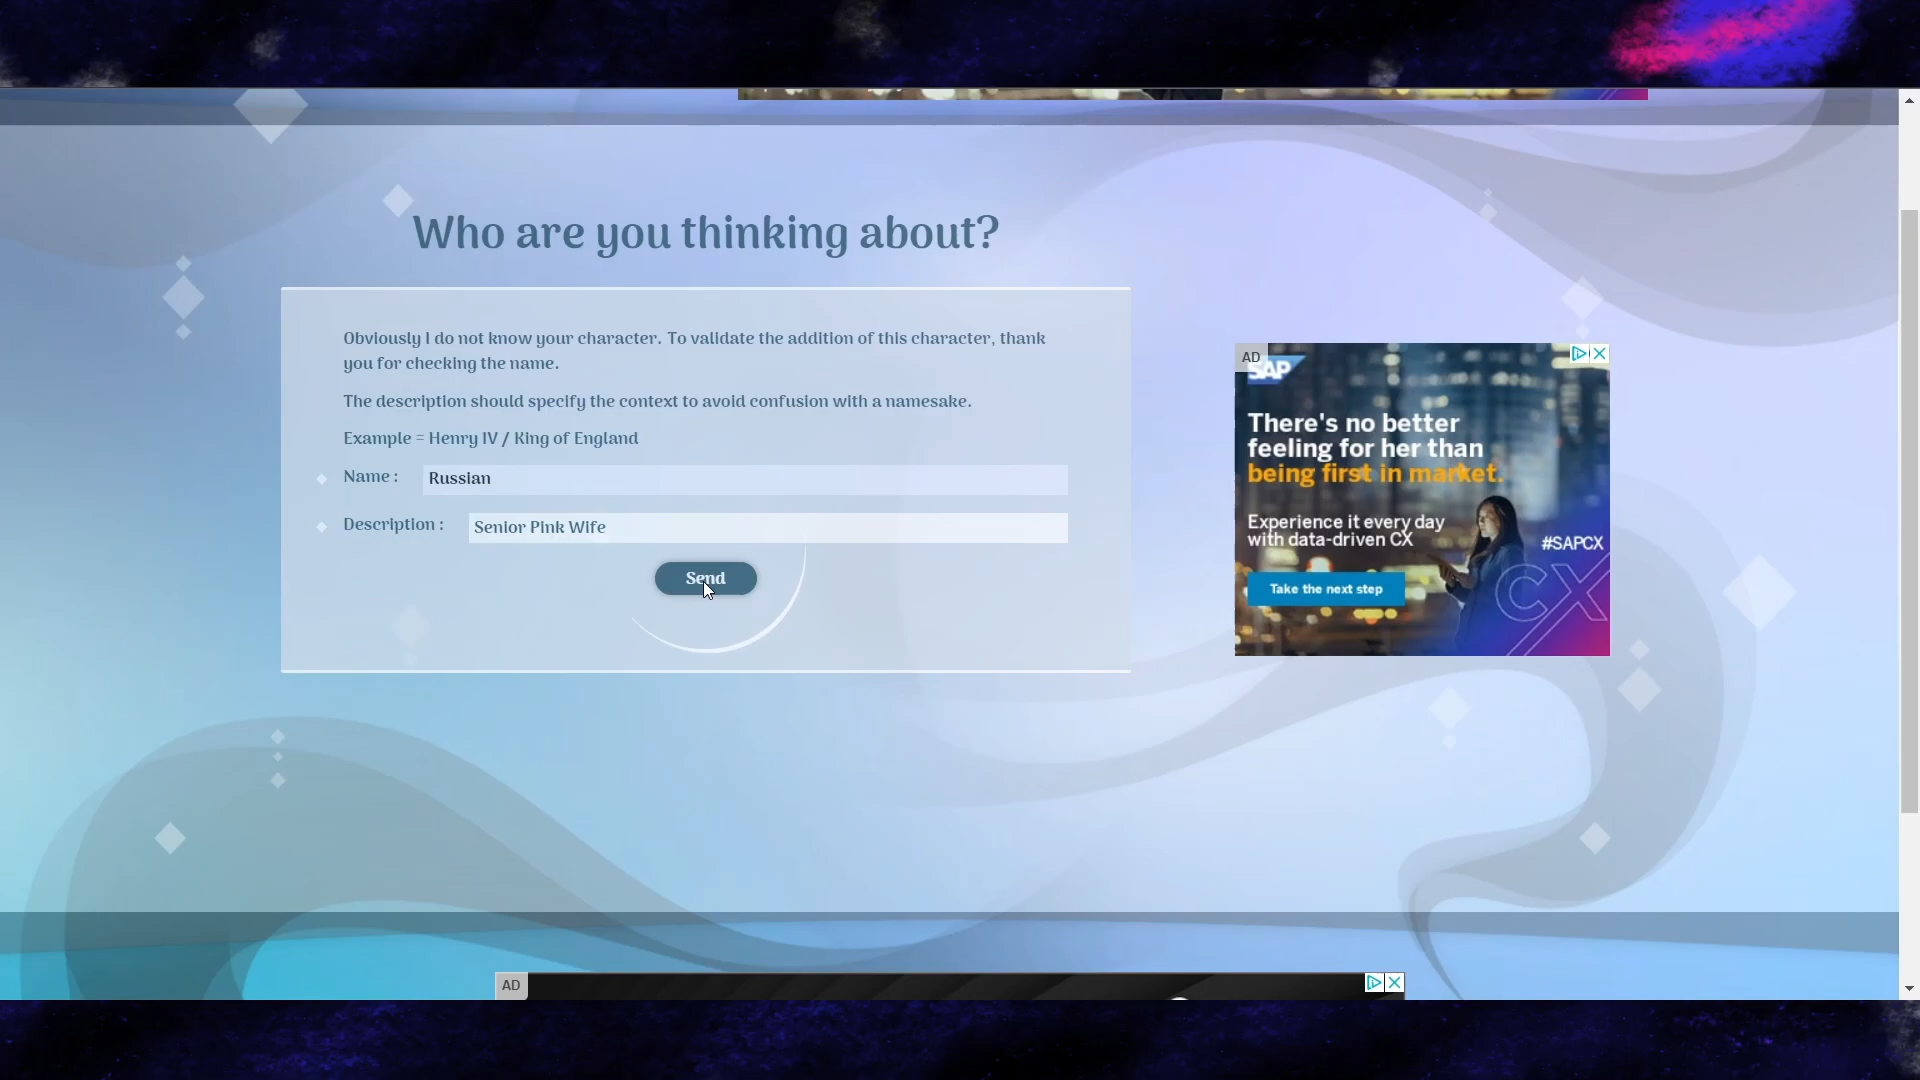 Who are you thinking about?
Obviously I do not know your character. To validate the addition of this character, thank
you for checking the name.
The description should specify the context to avoid confusion with a namesake.
Example = Henry IV / King of England
Name :
Russian
Description :
Senior Pink Wife
Send
AD
SAP
There's no better
feeling for her than
being first in market.
Experience it every day
with data-driven CX
#SAPCX
Take the next step
CX
AD